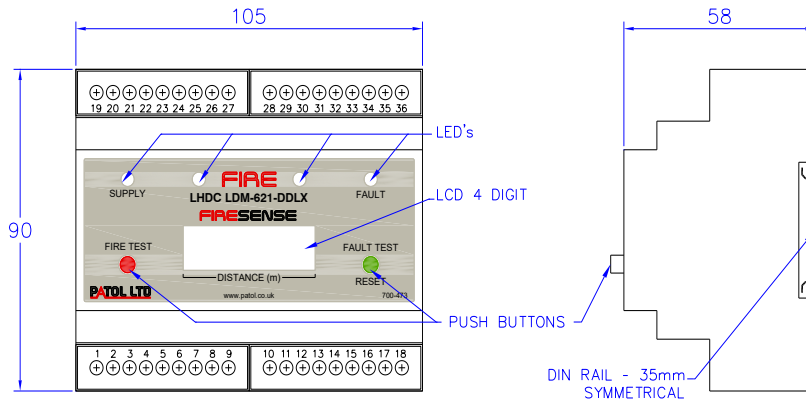 105
58
19 20 21 22 23 24 25 26 27
28 29 30 31 32 33 34 35 36
LED's
SUPPLY
FIRE
FAULT
LHDC LDM-621-DDLX
FIRESENSE
LCD 4 DIGIT
90
FIRE TEST
FAULT TEST
DISTANCE (m)
RESET
PATOL LTD
www.patol.co.uk
700-473
PUSH BUTTONS
1 2 3 4 5 6 7 8 9
10 11 12 13 14 15 16 17 18
DIN RAIL - 35mm
SYMMETRICAL